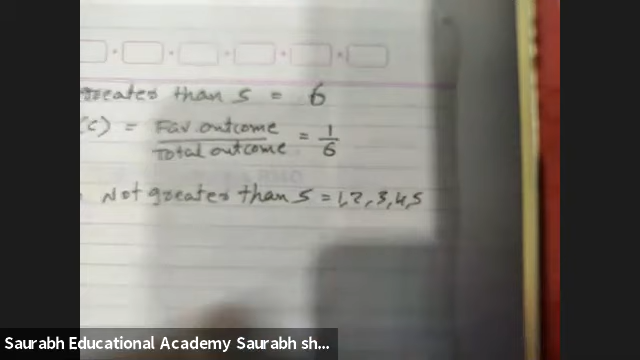 greater than 5 = 6
(C) = Fav. outcome / Total outcome = 1/6
Not greater than 5 = 1,2,3,4,5
Saurabh Educational Academy Saurabh sh...